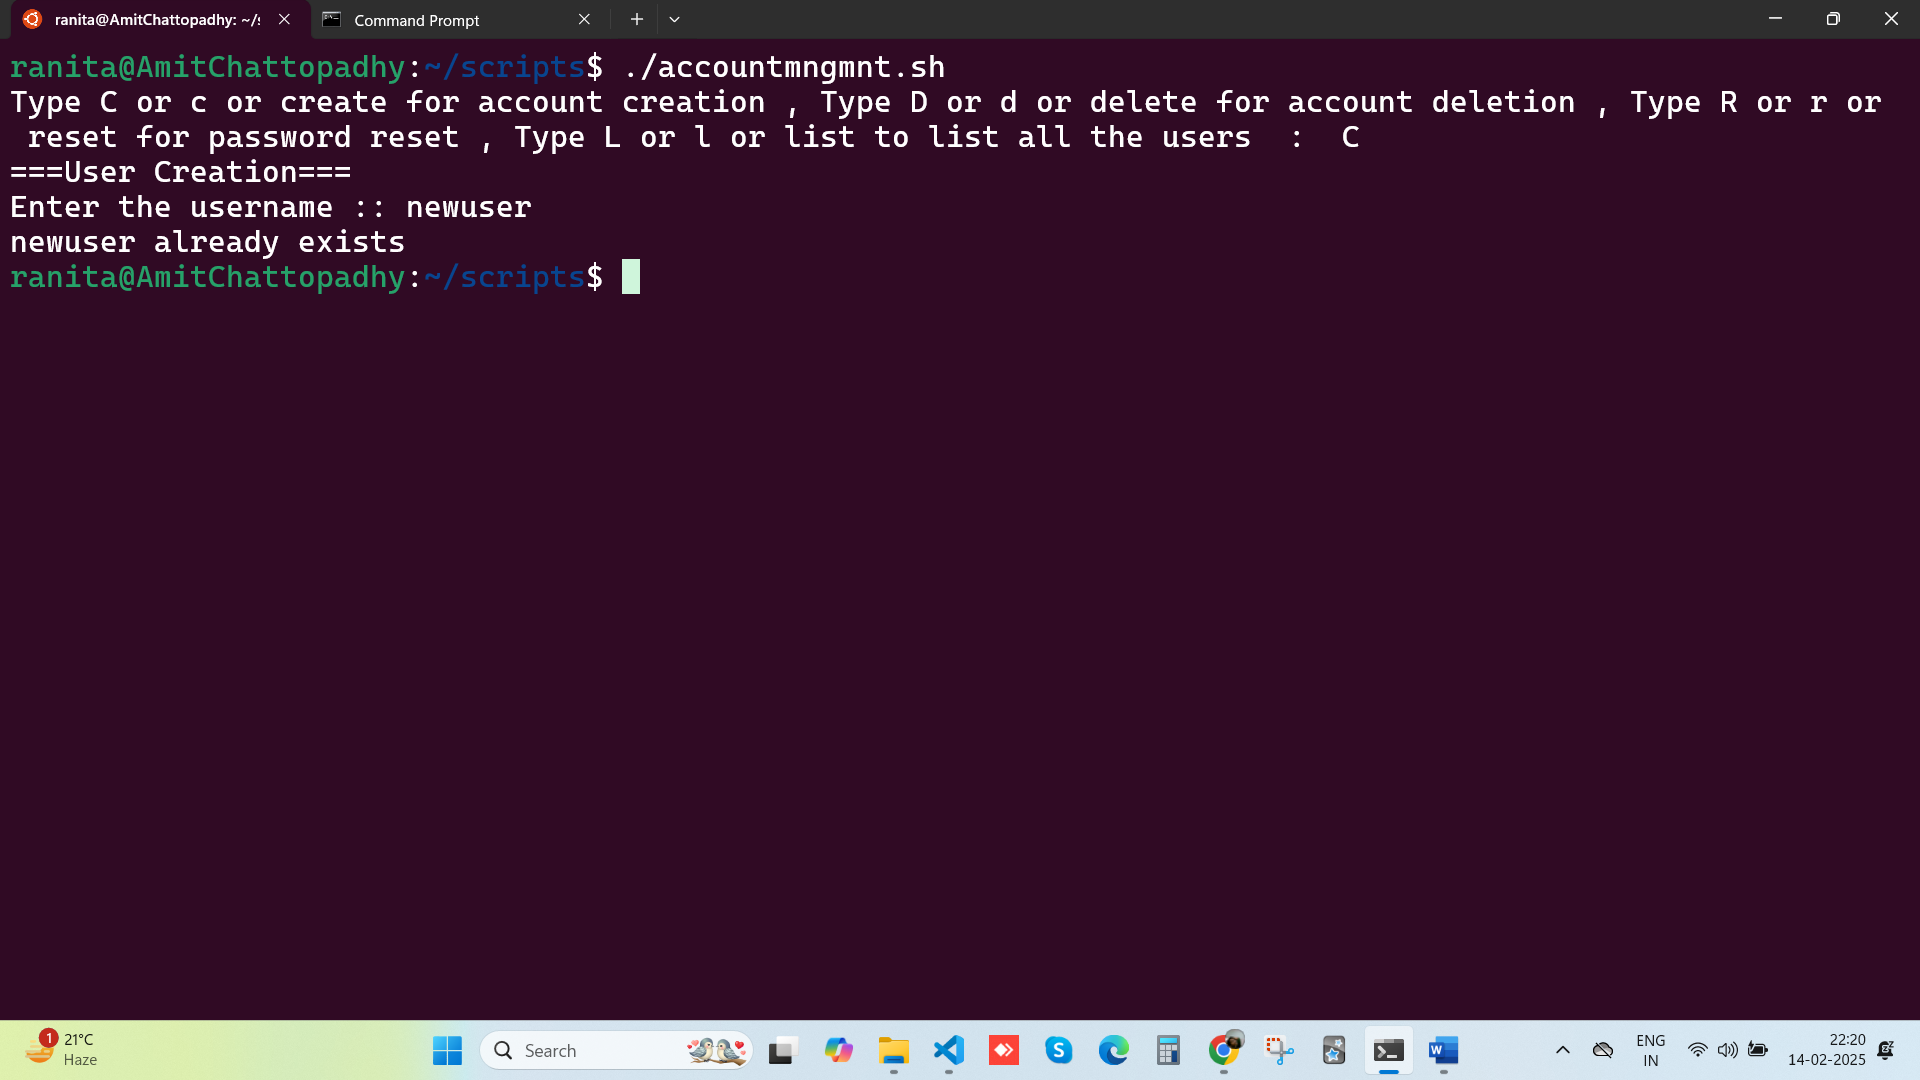 ranita@AmitChattopadhy: ~/s
Command Prompt
ranita@AmitChattopadhy:~/scripts$ ./accountmngmnt.sh
Type C or c or create for account creation , Type D or d or delete for account deletion , Type R or r or
reset for password reset , Type L or l or list to list all the users  :  C
===User Creation===
Enter the username :: newuser
newuser already exists
ranita@AmitChattopadhy:~/scripts$
1
21°C
Haze
Search
S
W
ENG
IN
22:20
14-02-2025